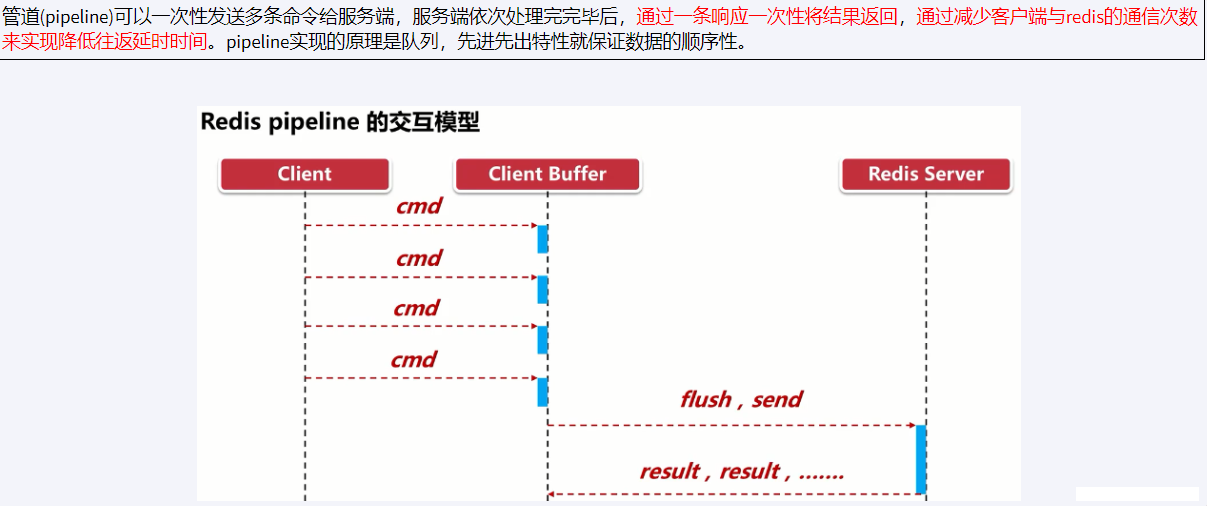 管道(pipeline)可以一次性发送多条命令给服务端，服务端依次处理完完毕后，通过一条响应一次性将结果返回，通过减少客户端与redis的通信次数
来实现降低往返延时时间。pipeline实现的原理是队列，先进先出特性就保证数据的顺序性。
Redis pipeline 的交互模型
Client Client Buffer Redis Server
cmd
cmd
cmd
cmd
flush , send
result , result , .......